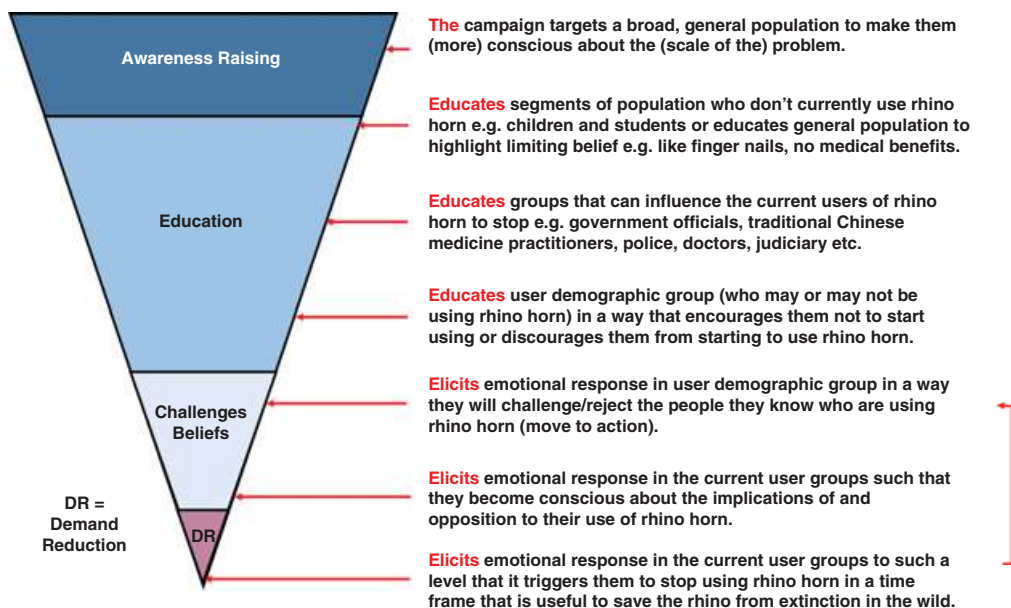 Awareness Raising
The campaign targets a broad, general population to make them
(more) conscious about the (scale of the) problem.
Educates segments of population who don't currently use rhino
horn e.g. children and students or educates general population to
highlight limiting belief e.g. like finger nails, no medical benefits.
Education
Educates groups that can influence the current users of rhino
horn to stop e.g. government officials, traditional Chinese
medicine practitioners, police, doctors, judiciary etc.
Educates user demographic group (who may or may not be
using rhino horn) in a way that encourages them not to start
using or discourages them from starting to use rhino horn.
Challenges
Beliefs
Elicits emotional response in user demographic group in a way
they will challenge/reject the people they know who are using
rhino horn (move to action).
Elicits emotional response in the current user groups such that
they become conscious about the implications of and
opposition to their use of rhino horn.
DR =
Demand
Reduction
DR
Elicits emotional response in the current user groups to such a
level that it triggers them to stop using rhino horn in a time
frame that is useful to save the rhino from extinction in the wild.